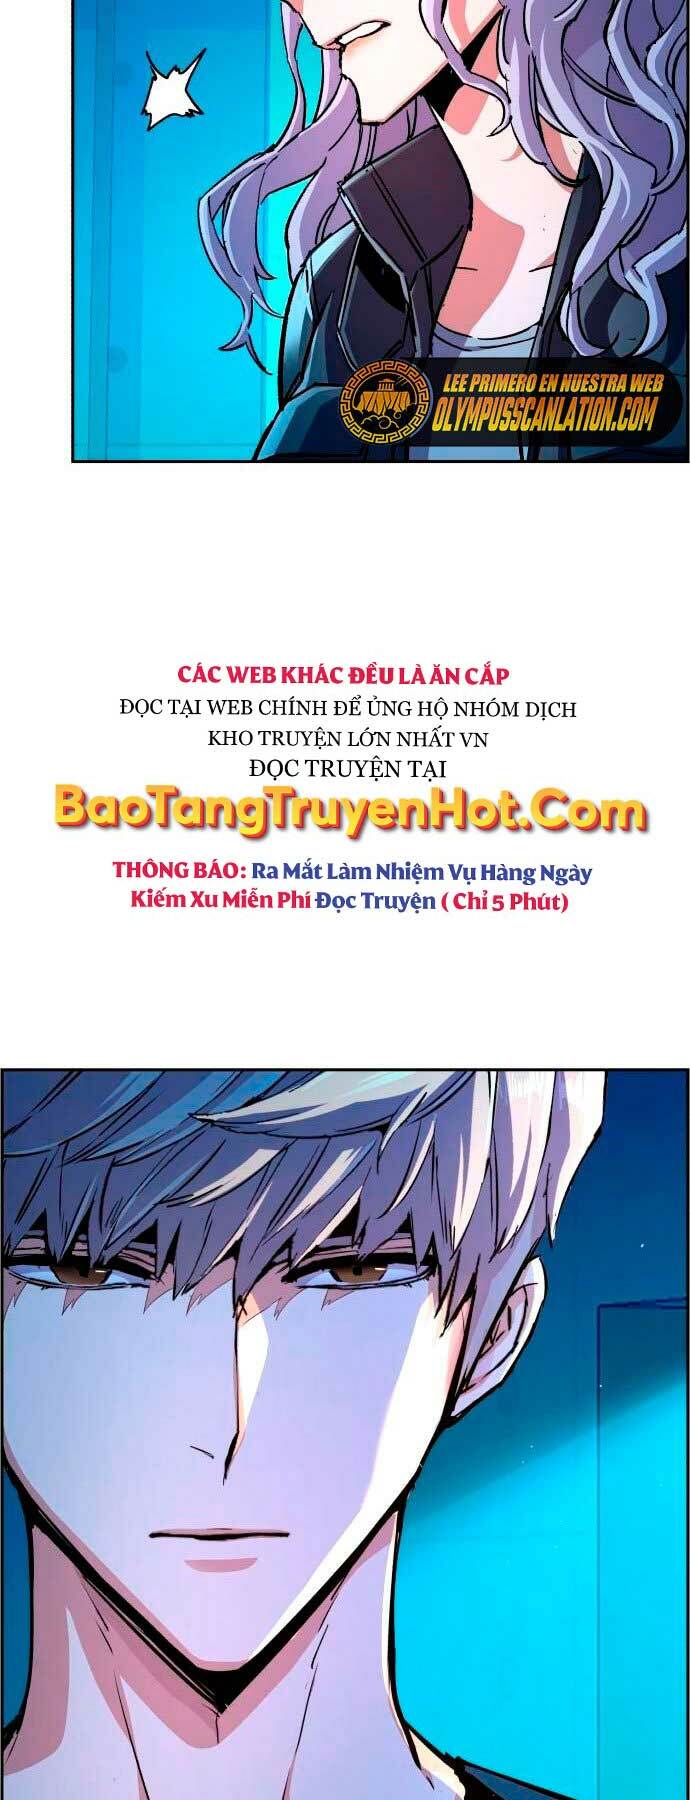 LEE PRIMERO EN NUESTRA WEB
OLYMPUSSCANLATION.COM
CÁC WEB KHÁC ĐỀU LÀ ĂN CẮP
ĐỌC TẠI WEB CHÍNH ĐỂ ỦNG HỘ NHÓM DỊCH
KHO TRUYỆN LỚN NHẤT VN
ĐỌC TRUYỆN TẠI
BaoTangTruyenHot.Com
THÔNG BÁO: Ra Mắt Làm Nhiệm Vụ Hàng Ngày
Kiếm Xu Miễn Phí Đọc Truyện ( Chỉ 5 Phút)